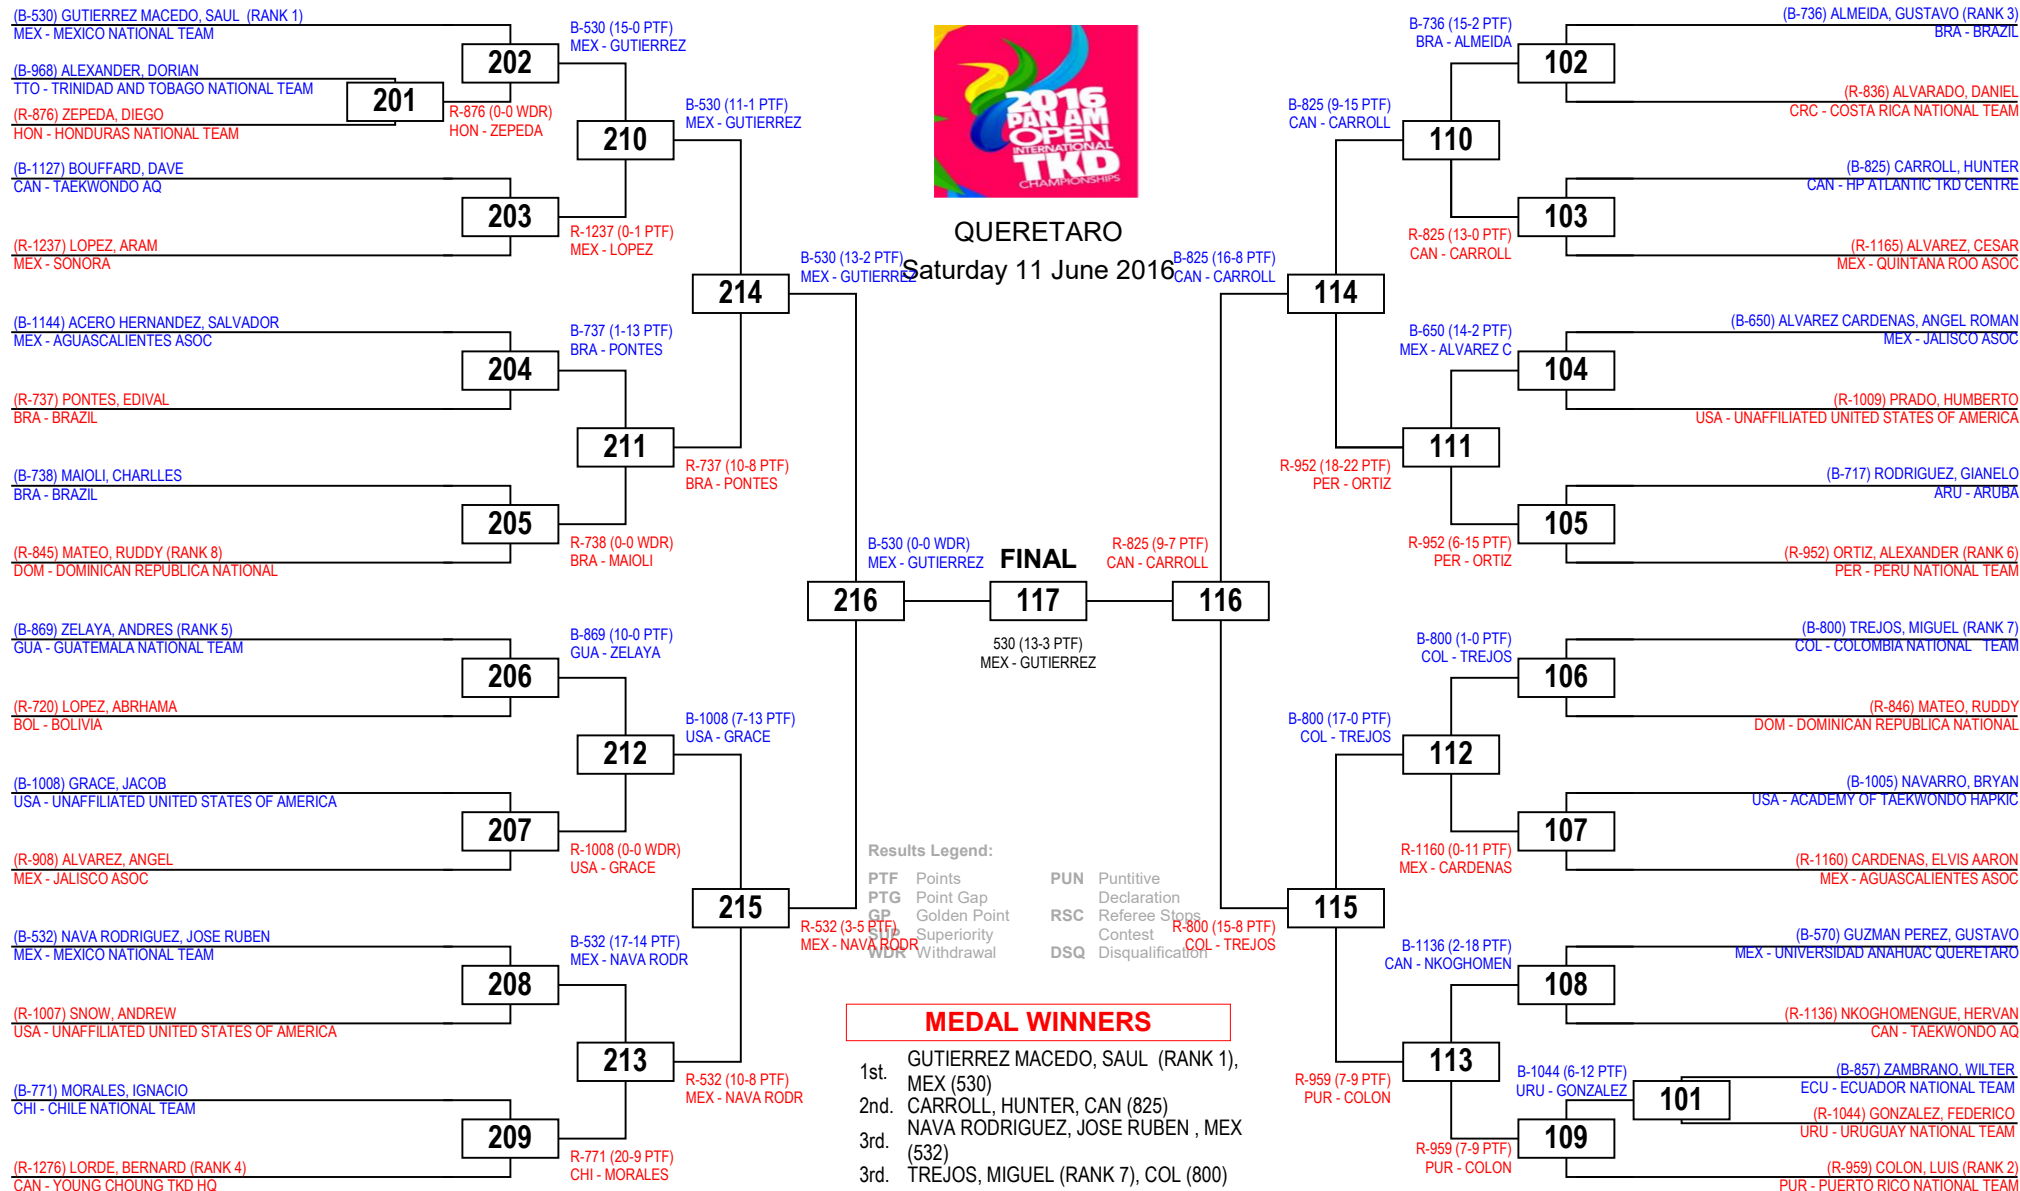 (B-530) GUTIERREZ MACEDO, SAUL (RANK 1)
MEX - MEXICO NATIONAL TEAM
(B-968) ALEXANDER, DORIAN
TTO - TRINIDAD AND TOBAGO NATIONAL TEAM
(R-876) ZEPEDA, DIEGO
HON - HONDURAS NATIONAL TEAM
(B-1127) BOUFFARD, DAVE
CAN - TAEKWONDO AQ
(R-1237) LOPEZ, ARAM
MEX - SONORA
(B-1144) ACERO HERNANDEZ, SALVADOR
MEX - AGUASCALIENTES ASOC
(R-737) PONTES, EDIVAL
BRA - BRAZIL
(B-738) MAIOLI, CHARLLES
BRA - BRAZIL
(R-845) MATEO, RUDDY (RANK 8)
DOM - DOMINICAN REPUBLICA NATIONAL
(B-869) ZELAYA, ANDRES (RANK 5)
GUA - GUATEMALA NATIONAL TEAM
(R-720) LOPEZ, ABRHAMA
BOL - BOLIVIA
(B-1008) GRACE, JACOB
USA - UNAFFILIATED UNITED STATES OF AMERICA
(R-908) ALVAREZ, ANGEL
MEX - JALISCO ASOC
(B-532) NAVA RODRIGUEZ, JOSE RUBEN
MEX - MEXICO NATIONAL TEAM
(R-1007) SNOW, ANDREW
USA - UNAFFILIATED UNITED STATES OF AMERICA
(B-771) MORALES, IGNACIO
CHI - CHILE NATIONAL TEAM
(R-1276) LORDE, BERNARD (RANK 4)
CAN - YOUNG CHOUNG TKD HQ
201
R-876 (0-0 WDR)
HON - ZEPEDA
202
203
204
205
206
207
208
209
B-530 (15-0 PTF)
MEX - GUTIERREZ
R-1237 (0-1 PTF)
MEX - LOPEZ
B-737 (1-13 PTF)
BRA - PONTES
R-738 (0-0 WDR)
BRA - MAIOLI
B-869 (10-0 PTF)
GUA - ZELAYA
R-1008 (0-0 WDR)
USA - GRACE
B-532 (17-14 PTF)
MEX - NAVA RODR
R-771 (20-9 PTF)
CHI - MORALES
210
211
212
213
B-530 (11-1 PTF)
MEX - GUTIERREZ
R-737 (10-8 PTF)
BRA - PONTES
B-1008 (7-13 PTF)
USA - GRACE
R-532 (10-8 PTF)
MEX - NAVA RODR
214
215
B-530 (13-2 PTF)
MEX - GUTIERREZ
R-532 (3-5 PTF)
MEX - NAVA RODR
216
B-530 (0-0 WDR)
MEX - GUTIERREZ
2016
PAN AM
OPEN
INTERNATIONAL
TKD
CHAMPIONSHIPS
QUERETARO
Saturday 11 June 2016
FINAL
117
530 (13-3 PTF)
MEX - GUTIERREZ
Results Legend:
PTF Points
PTG Point Gap
GP Golden Point
SUP Superiority
WDR Withdrawal
PUN Puntitive
Declaration
RSC Referee Stops
Contest
DSQ Disqualification
MEDAL WINNERS
1st. GUTIERREZ MACEDO, SAUL (RANK 1),
MEX (530)
2nd. CARROLL, HUNTER, CAN (825)
3rd. NAVA RODRIGUEZ, JOSE RUBEN , MEX
(532)
3rd. TREJOS, MIGUEL (RANK 7), COL (800)
R-825 (9-7 PTF)
CAN - CARROLL
116
B-825 (16-8 PTF)
CAN - CARROLL
R-800 (15-8 PTF)
COL - TREJOS
114
115
B-825 (9-15 PTF)
CAN - CARROLL
R-952 (18-22 PTF)
PER - ORTIZ
B-800 (17-0 PTF)
COL - TREJOS
R-959 (7-9 PTF)
PUR - COLON
110
111
112
113
B-736 (15-2 PTF)
BRA - ALMEIDA
R-825 (13-0 PTF)
CAN - CARROLL
B-650 (14-2 PTF)
MEX - ALVAREZ C
R-952 (6-15 PTF)
PER - ORTIZ
B-800 (1-0 PTF)
COL - TREJOS
R-1160 (0-11 PTF)
MEX - CARDENAS
B-1136 (2-18 PTF)
CAN - NKOGHOMEN
R-959 (7-9 PTF)
PUR - COLON
102
103
104
105
106
107
108
109
B-1044 (6-12 PTF)
URU - GONZALEZ
101
(B-736) ALMEIDA, GUSTAVO (RANK 3)
BRA - BRAZIL
(R-836) ALVARADO, DANIEL
CRC - COSTA RICA NATIONAL TEAM
(B-825) CARROLL, HUNTER
CAN - HP ATLANTIC TKD CENTRE
(R-1165) ALVAREZ, CESAR
MEX - QUINTANA ROO ASOC
(B-650) ALVAREZ CARDENAS, ANGEL ROMAN
MEX - JALISCO ASOC
(R-1009) PRADO, HUMBERTO
USA - UNAFFILIATED UNITED STATES OF AMERICA
(B-717) RODRIGUEZ, GIANELO
ARU - ARUBA
(R-952) ORTIZ, ALEXANDER (RANK 6)
PER - PERU NATIONAL TEAM
(B-800) TREJOS, MIGUEL (RANK 7)
COL - COLOMBIA NATIONAL TEAM
(R-846) MATEO, RUDDY
DOM - DOMINICAN REPUBLICA NATIONAL
(B-1005) NAVARRO, BRYAN
USA - ACADEMY OF TAEKWONDO HAPKIC
(R-1160) CARDENAS, ELVIS AARON
MEX - AGUASCALIENTES ASOC
(B-570) GUZMAN PEREZ, GUSTAVO
MEX - UNIVERSIDAD ANAHUAC QUERETARO
(R-1136) NKOGHOMENGUE, HERVAN
CAN - TAEKWONDO AQ
(B-857) ZAMBRANO, WILTER
ECU - ECUADOR NATIONAL TEAM
(R-1044) GONZALEZ, FEDERICO
URU - URUGUAY NATIONAL TEAM
(R-959) COLON, LUIS (RANK 2)
PUR - PUERTO RICO NATIONAL TEAM